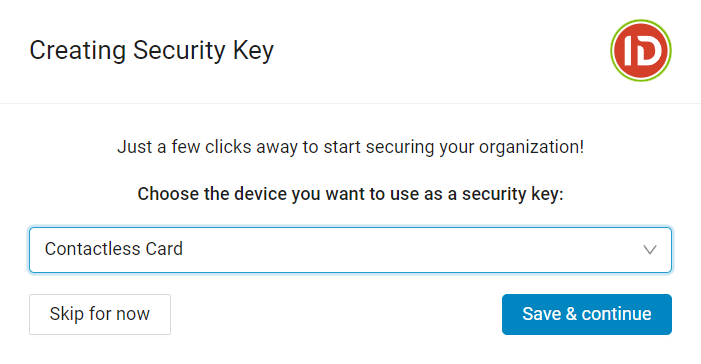 Creating Security Key
ID
Just a few clicks away to start securing your organization!
Choose the device you want to use as a security key:
Contactless Card
Skip for now
Save & continue